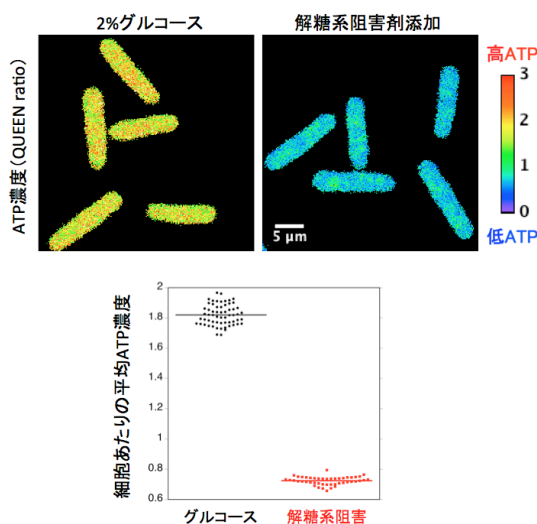 2%グルコース
解糖系阻害剤添加
ATP濃度(QUEEN ratio)
5 µm
高ATP
3
2
1
0
低ATP
細胞あたりの平均ATP濃度
2
1.8
1.6
1.4
1.2
1
0.8
0.6
グルコース
解糖系阻害